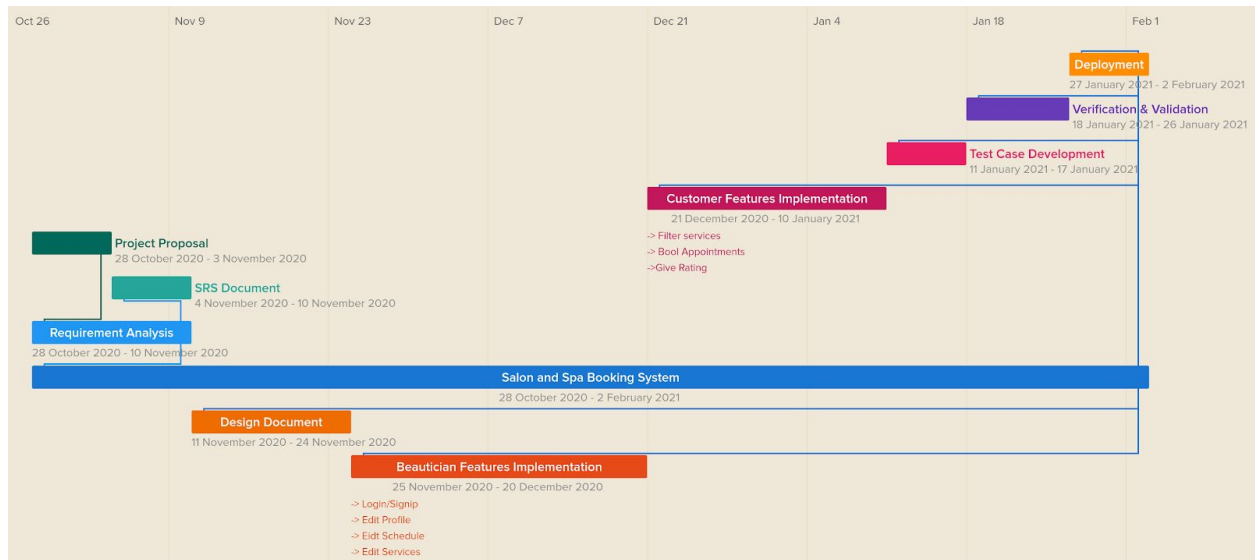 Oct 26 Nov 9 Nov 23 Dec 7 Dec 21 Jan 4 Jan 18 Feb 1
Deployment
27 January 2021 - 2 February 2021
Verification & Validation
18 January 2021 - 26 January 2021
Test Case Development
11 January 2021 - 17 January 2021
Customer Features Implementation
21 December 2020 - 10 January 2021
-> Filter services
-> Bool Appointments
->Give Rating
Project Proposal
28 October 2020 - 3 November 2020
SRS Document
4 November 2020 - 10 November 2020
Requirement Analysis
28 October 2020 - 10 November 2020
Salon and Spa Booking System
28 October 2020 - 2 February 2021
Design Document
11 November 2020 - 24 November 2020
Beautician Features Implementation
25 November 2020 - 20 December 2020
-> Login/Signip
-> Edit Profile
-> Eidt Schedule
-> Edit Services